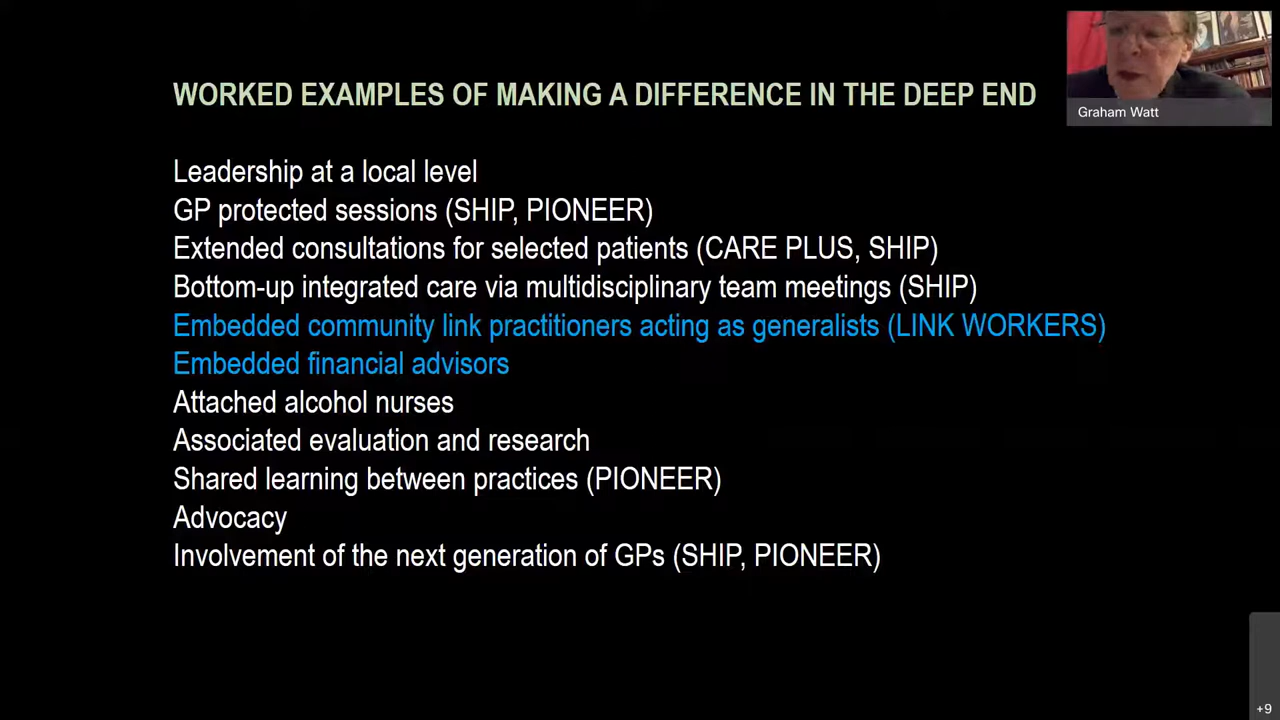 WORKED EXAMPLES OF MAKING A DIFFERENCE IN THE DEEP END
Graham Watt
Leadership at a local level
GP protected sessions (SHIP, PIONEER)
Extended consultations for selected patients (CARE PLUS, SHIP)
Bottom-up integrated care via multidisciplinary team meetings (SHIP)
Embedded community link practitioners acting as generalists (LINK WORKERS)
Embedded financial advisors
Attached alcohol nurses
Associated evaluation and research
Shared learning between practices (PIONEER)
Advocacy
Involvement of the next generation of GPs (SHIP, PIONEER)
+9